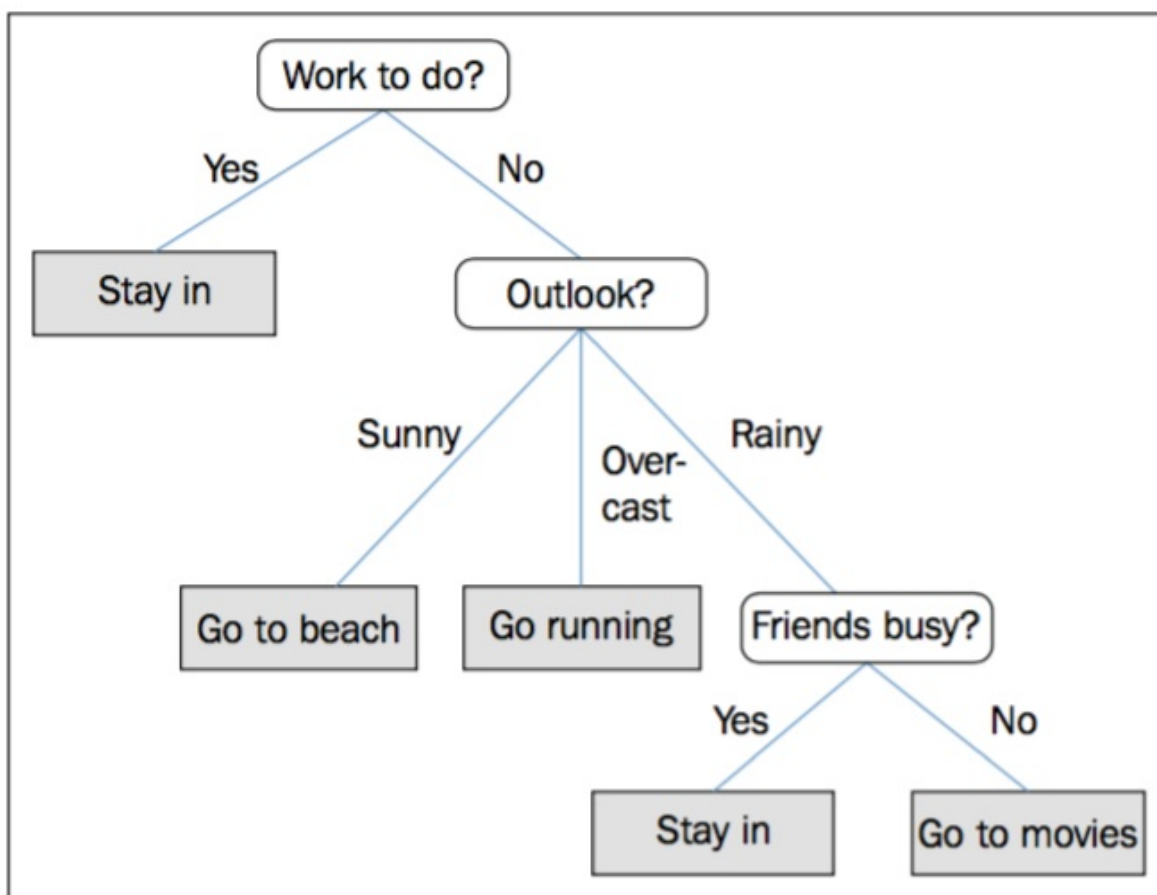 Work to do?
Yes
No
Stay in
Outlook?
Sunny
Over-
cast
Rainy
Go to beach
Go running
Friends busy?
Yes
No
Stay in
Go to movies